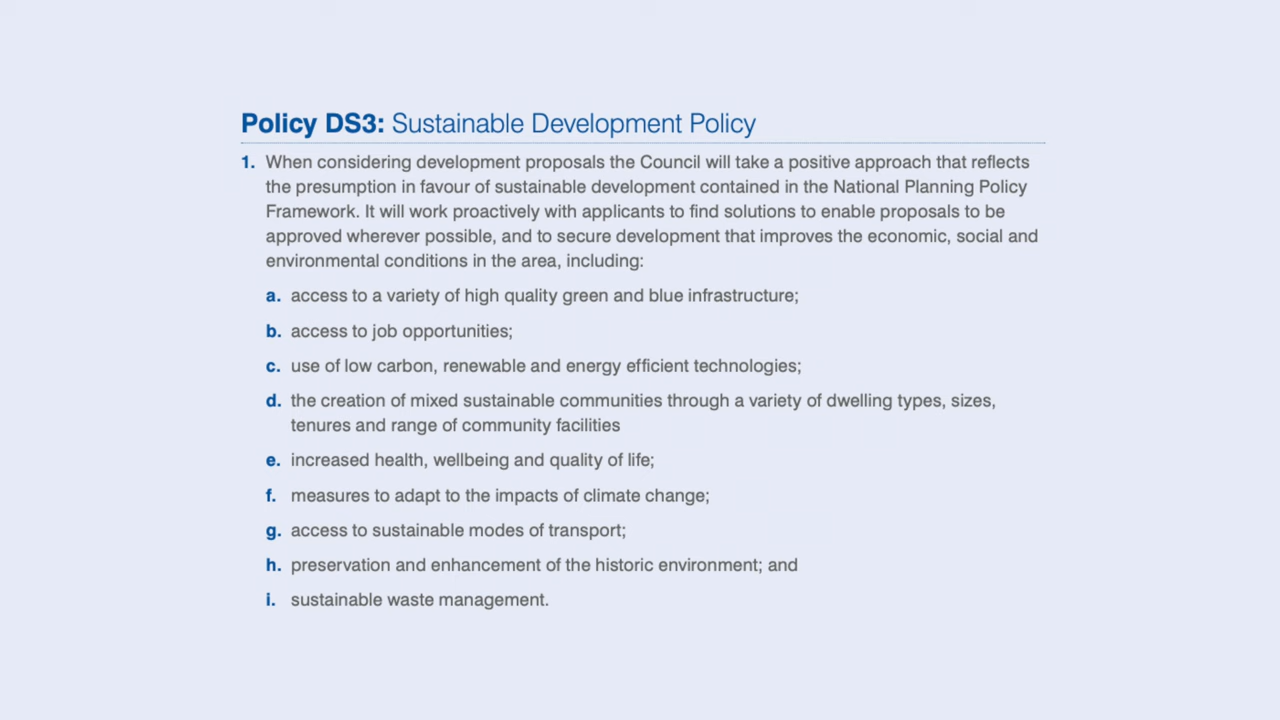 Policy DS3: Sustainable Development Policy
1. When considering development proposals the Council will take a positive approach that reflects
the presumption in favour of sustainable development contained in the National Planning Policy
Framework. It will work proactively with applicants to find solutions to enable proposals to be
approved wherever possible, and to secure development that improves the economic, social and
environmental conditions in the area, including:
a. access to a variety of high quality green and blue infrastructure;
b. access to job opportunities;
c. use of low carbon, renewable and energy efficient technologies;
d. the creation of mixed sustainable communities through a variety of dwelling types, sizes,
tenures and range of community facilities
e. increased health, wellbeing and quality of life;
f. measures to adapt to the impacts of climate change;
g. access to sustainable modes of transport;
h. preservation and enhancement of the historic environment; and
i. sustainable waste management.